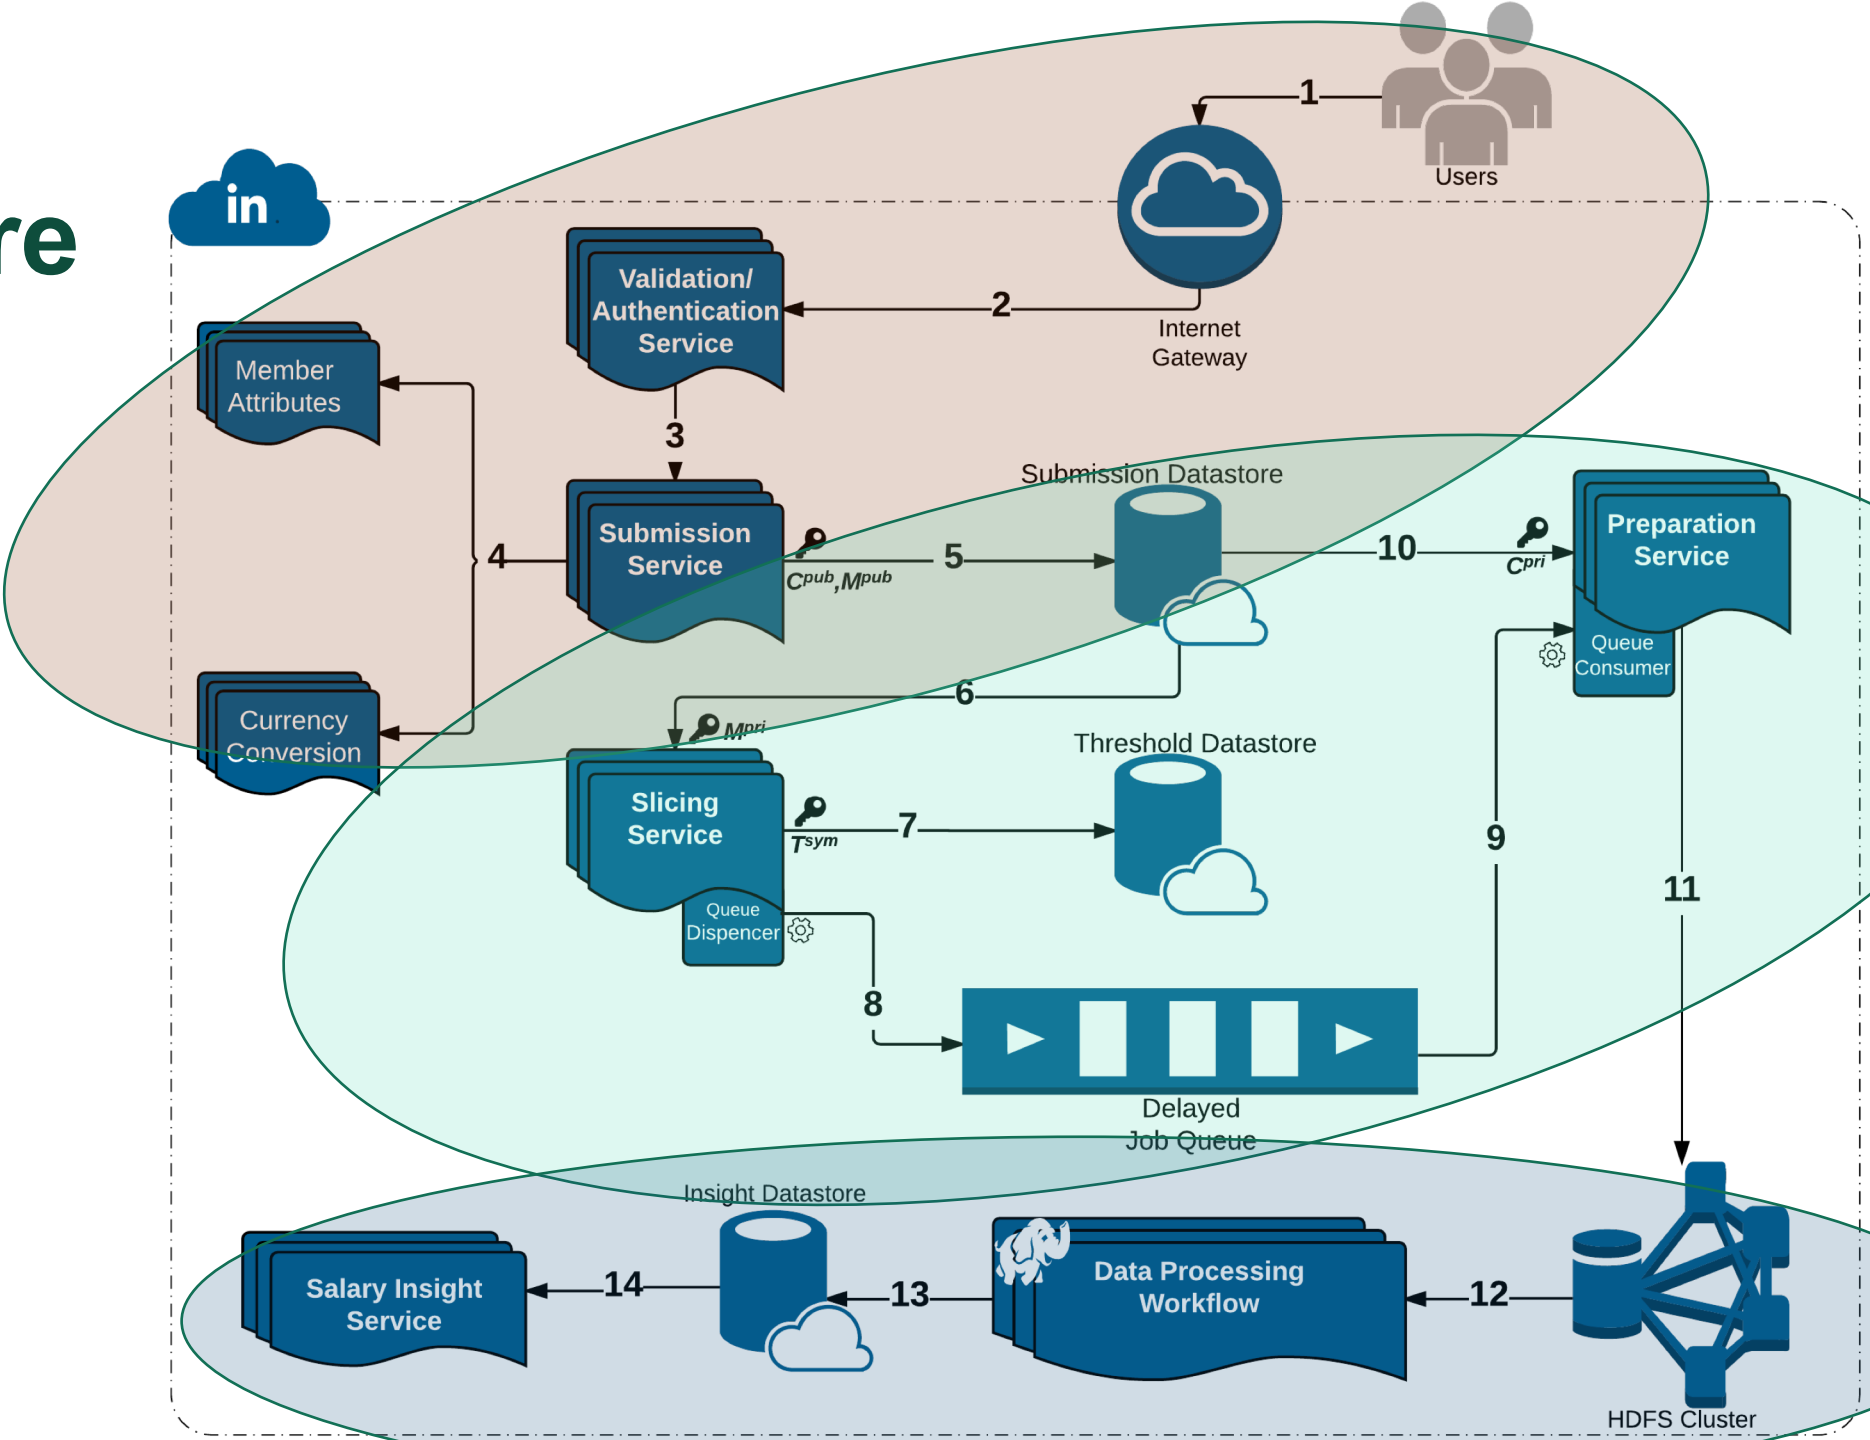 1
Users
in
re
Validation/
Authentication
Service
2
Internet
Gateway
Member
Attributes
3
Submission Datastore
Submission
Service
4
Cpub,Mpub
5
10
Cpri
Preparation
Service
Queue
Consumer
6
Mpri
Currency
Conversion
Threshold Datastore
Slicing
Service
7
Tsym
9
11
Queue
Dispencer
8
Delayed
Job Queue
Insight Datastore
Salary Insight
Service
14
13
Data Processing
Workflow
12
HDFS Cluster